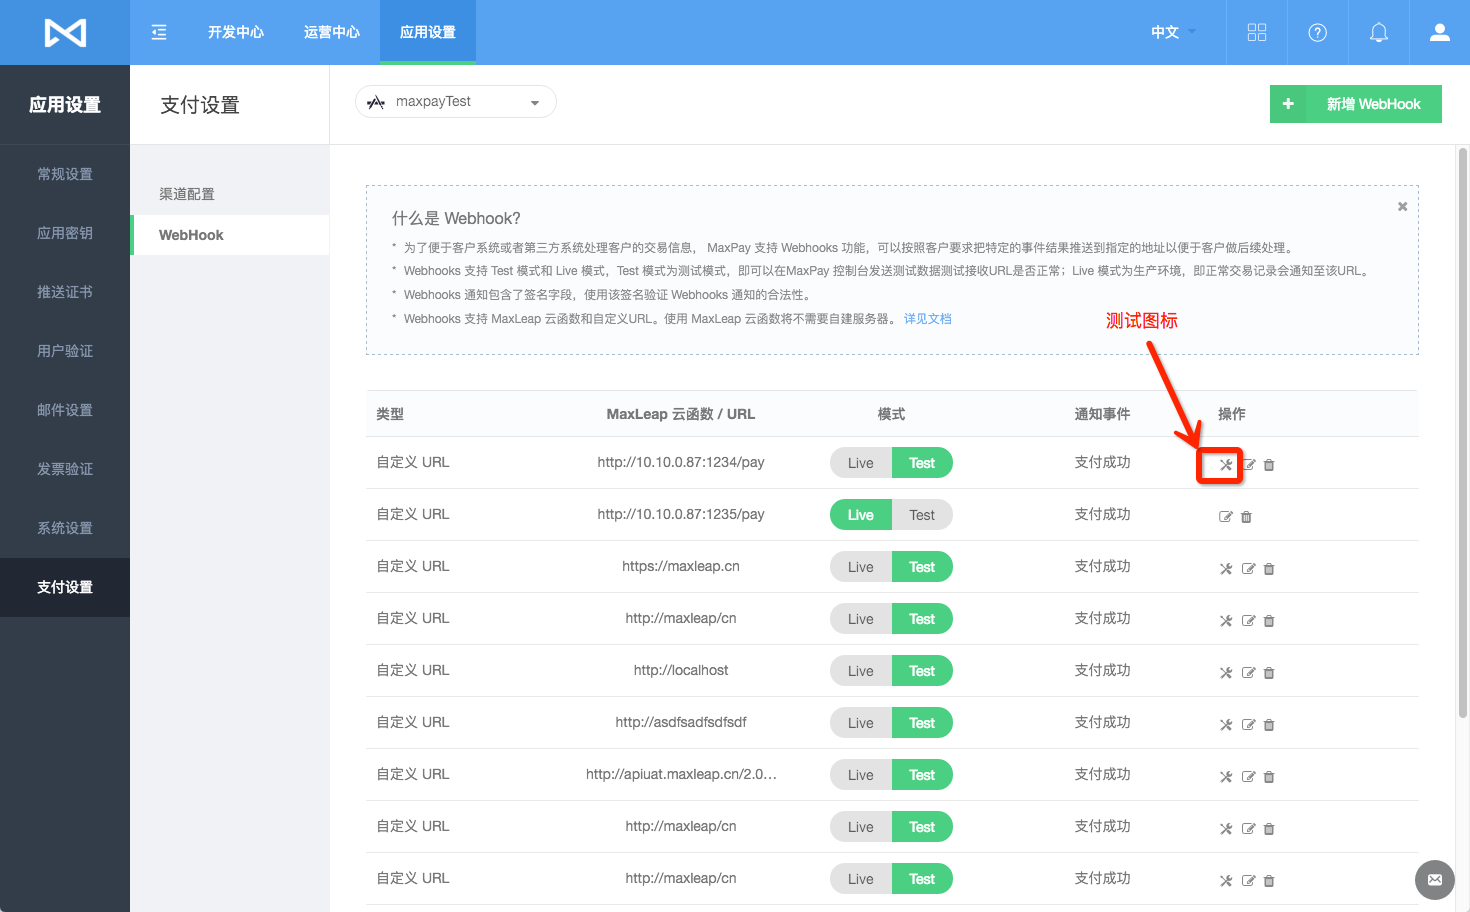 开发中心 运营中心 应用设置 中文
应用设置
支付设置
maxpayTest
+ 新增 WebHook
常规设置
应用密钥
推送证书
用户验证
邮件设置
发票验证
系统设置
支付设置
渠道配置
WebHook
什么是 Webhook?
* 为了便于客户系统或者第三方系统处理客户的交易信息， MaxPay 支持 Webhooks 功能，可以按照客户要求把特定的事件结果推送到指定的地址以便于客户做后续处理。
* Webhooks 支持 Test 模式和 Live 模式，Test 模式为测试模式，即可以在MaxPay 控制台发送测试数据测试接收URL是否正常；Live 模式为生产环境，即正常交易记录会通知至该URL。
* Webhooks 通知包含了签名字段，使用该签名验证 Webhooks 通知的合法性。
* Webhooks 支持 MaxLeap 云函数和自定义URL。使用 MaxLeap 云函数将不需要自建服务器。 详见文档
测试图标
类型 MaxLeap 云函数 / URL 模式 通知事件 操作
自定义 URL http://10.10.0.87:1234/pay Live Test 支付成功
自定义 URL http://10.10.0.87:1235/pay Live Test 支付成功
自定义 URL https://maxleap.cn Live Test 支付成功
自定义 URL http://maxleap/cn Live Test 支付成功
自定义 URL http://localhost Live Test 支付成功
自定义 URL http://asdfsadfsdfsdf Live Test 支付成功
自定义 URL http://apiuat.maxleap.cn/2.0... Live Test 支付成功
自定义 URL http://maxleap/cn Live Test 支付成功
自定义 URL http://maxleap/cn Live Test 支付成功